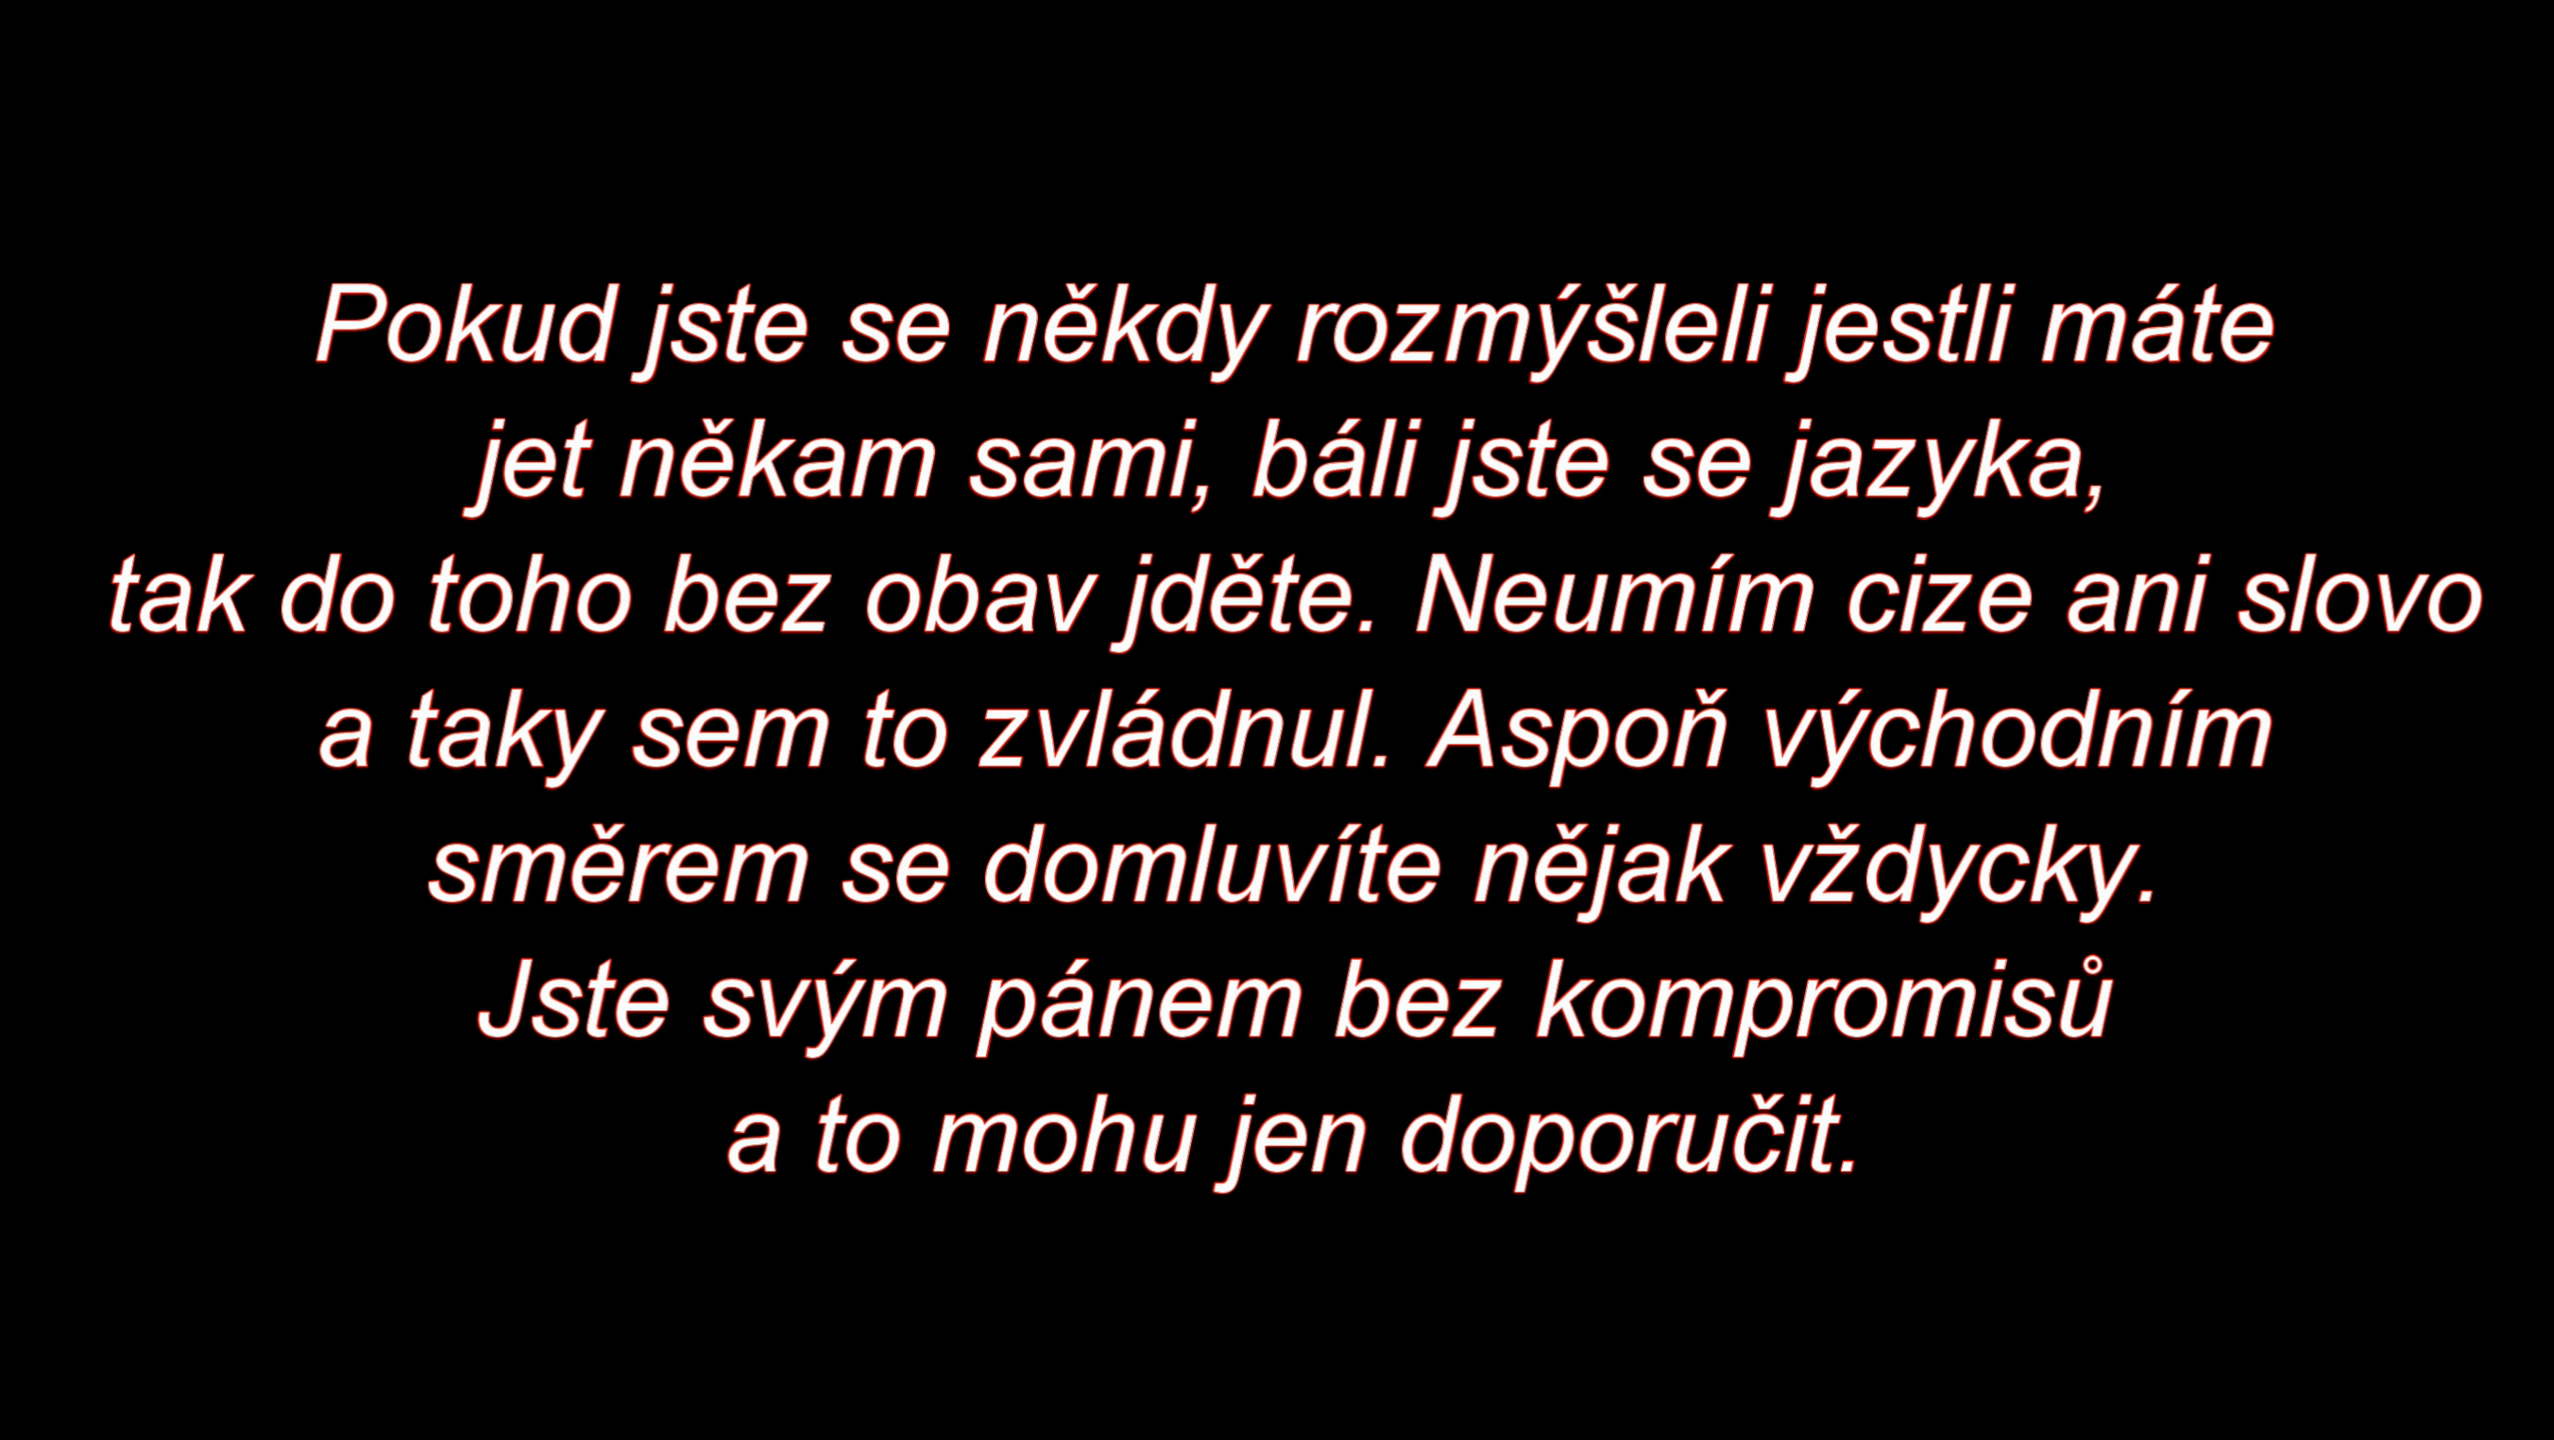 Pokud jste se někdy rozmýšleli jestli máte
jet někam sami, báli jste se jazyka,
tak do toho bez obav jděte. Neumím cize ani slovo
a taky sem to zvládnul. Aspoň východním
směrem se domluvíte nějak vždycky.
Jste svým pánem bez kompromisů
a to mohu jen doporučit.